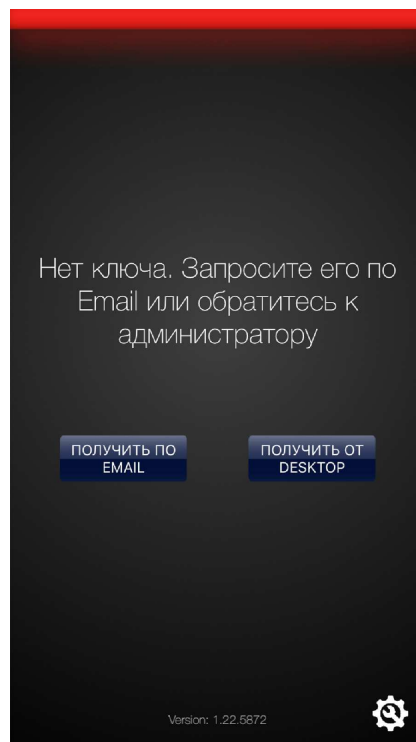 Нет ключа. Запросите его по
Email или обратитесь к
администратору
ПОЛУЧИТЬ ПО
EMAIL
ПОЛУЧИТЬ ОТ
DESKTOP
Version: 1.22.5872